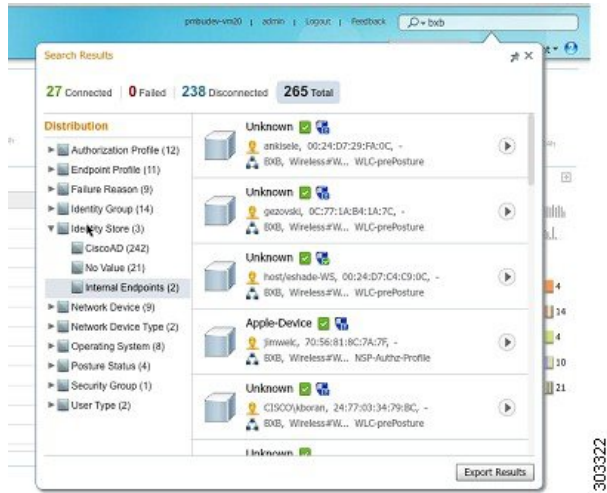 pmbudev-vm20 | admin | Logout | Feedback
bxb
Search Results
27 Connected | 0 Failed | 238 Disconnected
265 Total
Distribution
Authorization Profile (12)
Endpoint Profile (11)
Failure Reason (9)
Identity Group (14)
Identity Store (3)
CiscoAD (242)
No Value (21)
Internal Endpoints (2)
Network Device (9)
Network Device Type (2)
Operating System (8)
Posture Status (4)
Security Group (1)
User Type (2)
Unknown
ankisele, 00:24:D7:29:FA:0C, -
BXB, Wireless#W... WLC-prePosture
Unknown
gezovski, 0C:77:1A:B4:1A:7C, -
BXB, Wireless#W... WLC-prePosture
Unknown
host/eshade-WS, 00:24:D7:C4:C9:0C, -
BXB, Wireless#W... WLC-prePosture
Apple-Device
jimwelc, 70:56:81:8C:7A:7F, -
BXB, Wireless#W... NSP-Authz-Profile
Unknown
CISCO\kboran, 24:77:03:34:79:BC, -
BXB, Wireless#W... WLC-prePosture
Unknown
Export Results
4
14
4
10
21
303322